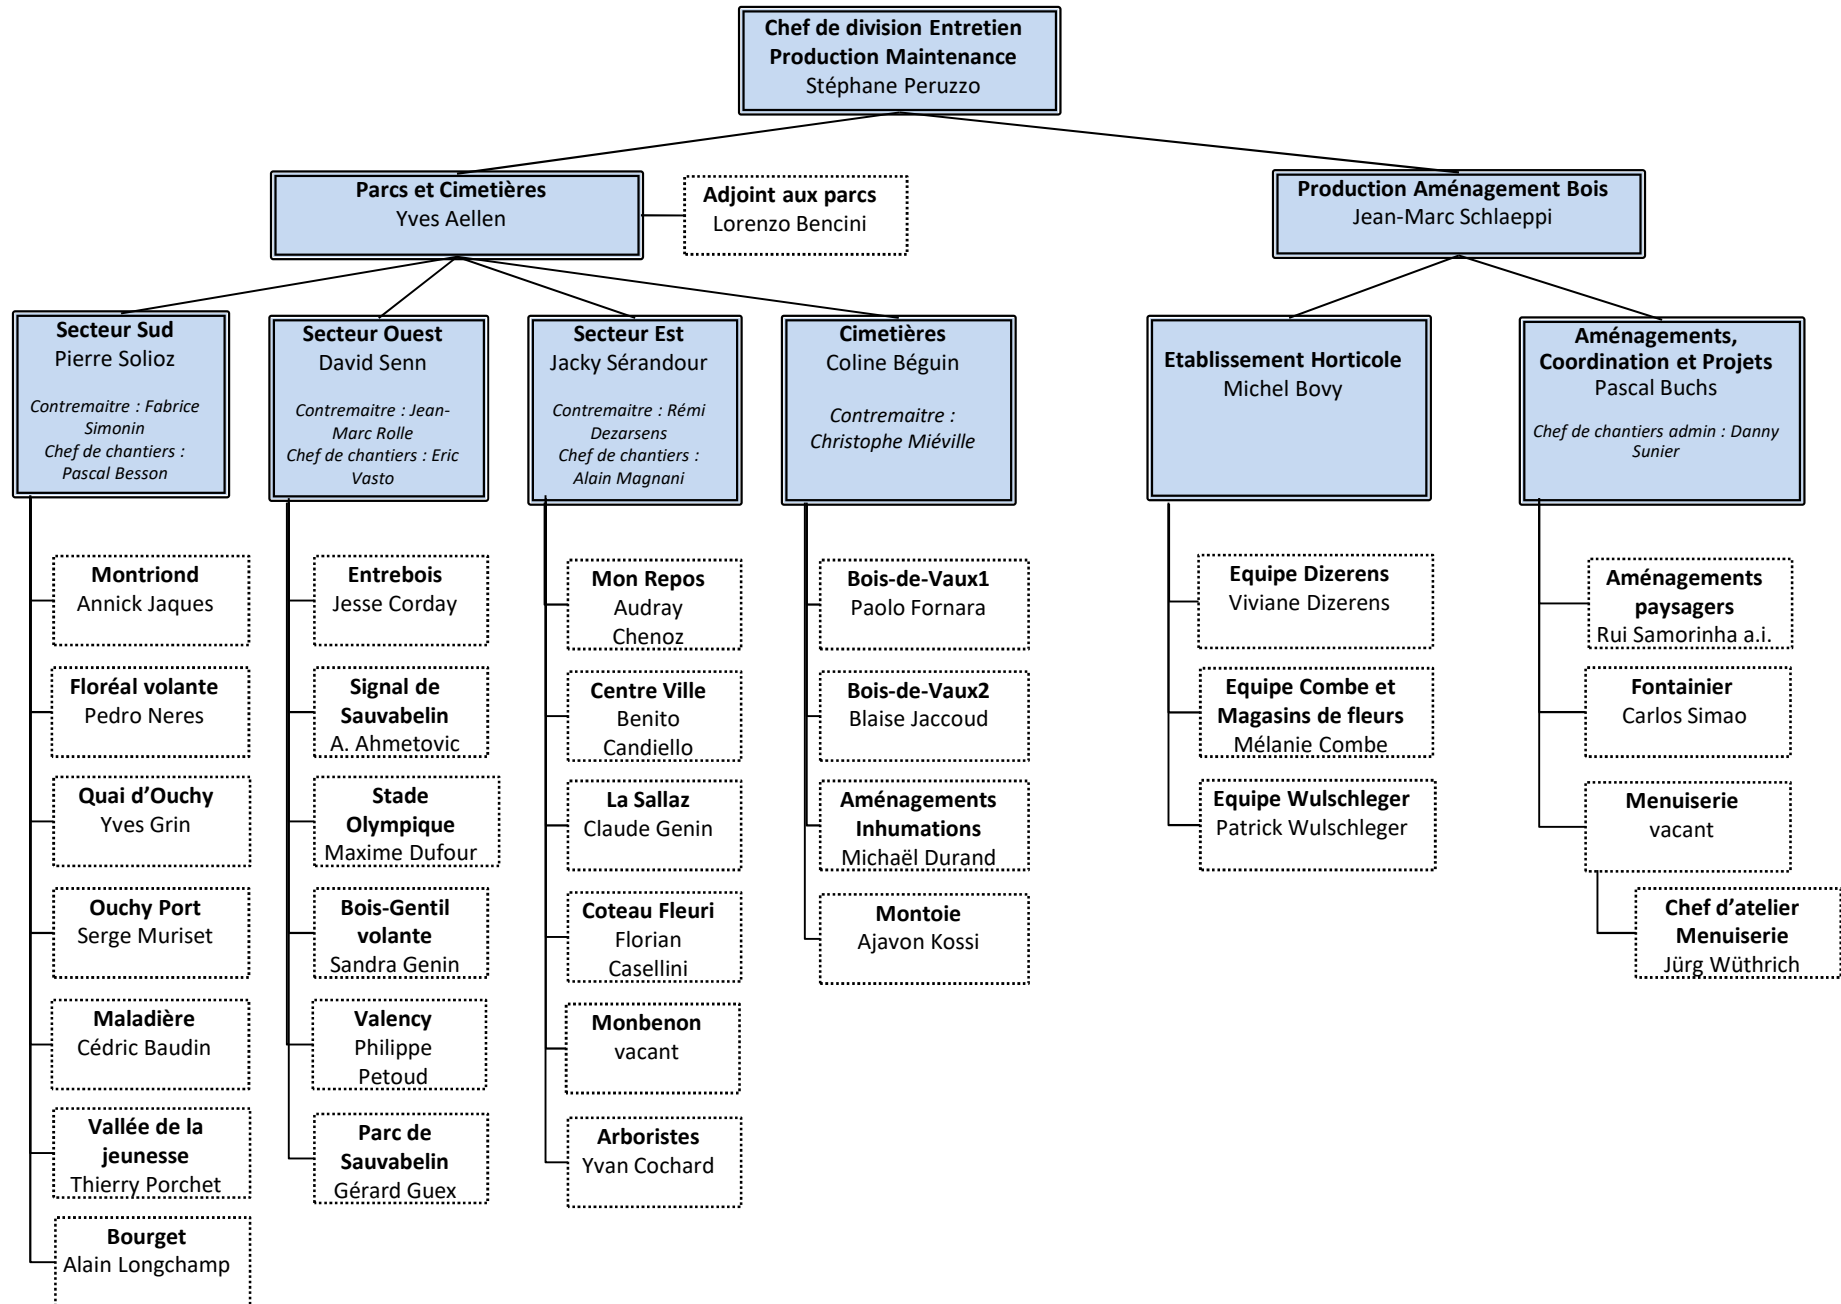 Chef de division Entretien
Production Maintenance
Stéphane Peruzzo
Parcs et Cimetières
Yves Aellen
Adjoint aux parcs
Lorenzo Bencini
Production Aménagement Bois
Jean-Marc Schlaeppi
Secteur Sud
Pierre Solioz
Contremaitre : Fabrice
Simonin
Chef de chantiers :
Pascal Besson
Secteur Ouest
David Senn
Contremaitre : Jean-
Marc Rolle
Chef de chantiers : Eric
Vasto
Secteur Est
Jacky Sérandour
Contremaitre : Rémi
Dezarsens
Chef de chantiers :
Alain Magnani
Cimetières
Coline Béguin
Contremaitre :
Christophe Miéville
Etablissement Horticole
Michel Bovy
Aménagements,
Coordination et Projets
Pascal Buchs
Chef de chantiers admin : Danny
Sunier
Montriond
Annick Jaques
Floréal volante
Pedro Neres
Quai d’Ouchy
Yves Grin
Ouchy Port
Serge Muriset
Maladière
Cédric Baudin
Vallée de la
jeunesse
Thierry Porchet
Bourget
Alain Longchamp
Entrebois
Jesse Corday
Signal de
Sauvabelin
A. Ahmetovic
Stade
Olympique
Maxime Dufour
Bois-Gentil
volante
Sandra Genin
Valency
Philippe
Petoud
Parc de
Sauvabelin
Gérard Guex
Mon Repos
Audray
Chenoz
Centre Ville
Benito
Candiello
La Sallaz
Claude Genin
Coteau Fleuri
Florian
Casellini
Monbenon
vacant
Arboristes
Yvan Cochard
Bois-de-Vaux1
Paolo Fornara
Bois-de-Vaux2
Blaise Jaccoud
Aménagements
Inhumations
Michaël Durand
Montoie
Ajavon Kossi
Equipe Dizerens
Viviane Dizerens
Equipe Combe et
Magasins de fleurs
Mélanie Combe
Equipe Wulschleger
Patrick Wulschleger
Aménagements
paysagers
Rui Samorinha a.i.
Fontainier
Carlos Simao
Menuiserie
vacant
Chef d’atelier
Menuiserie
Jürg Wüthrich